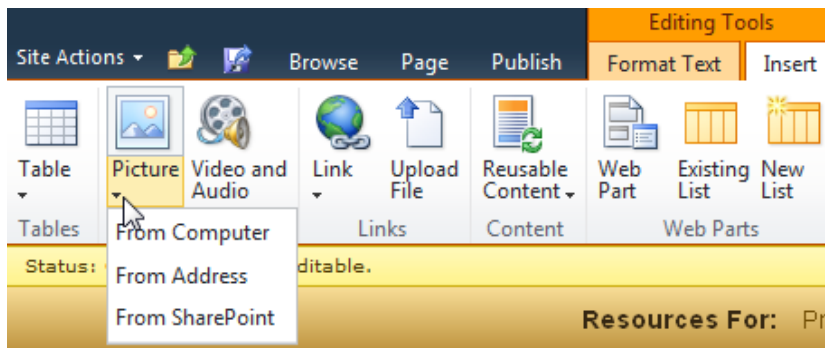 Editing Tools
Site Actions Browse Page Publish Format Text Insert
Table Picture Video and Audio Link Upload File Reusable Content Web Part Existing List New List
Tables Links Content Web Parts
From Computer
From Address
From SharePoint
Status: ditable.
Resources For: